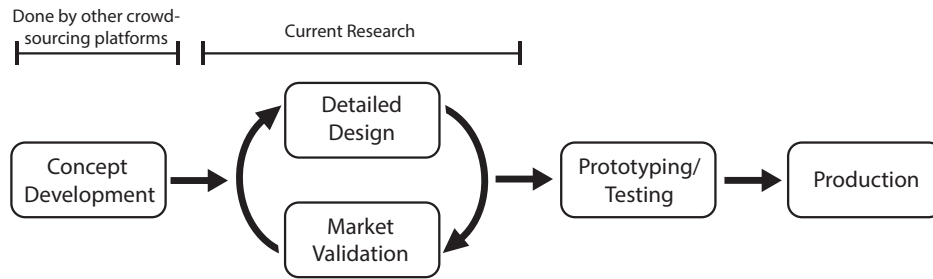 Done by other crowd-
sourcing platforms
Current Research
Detailed
Design
Concept
Development
Market
Validation
Prototyping/
Testing
Production